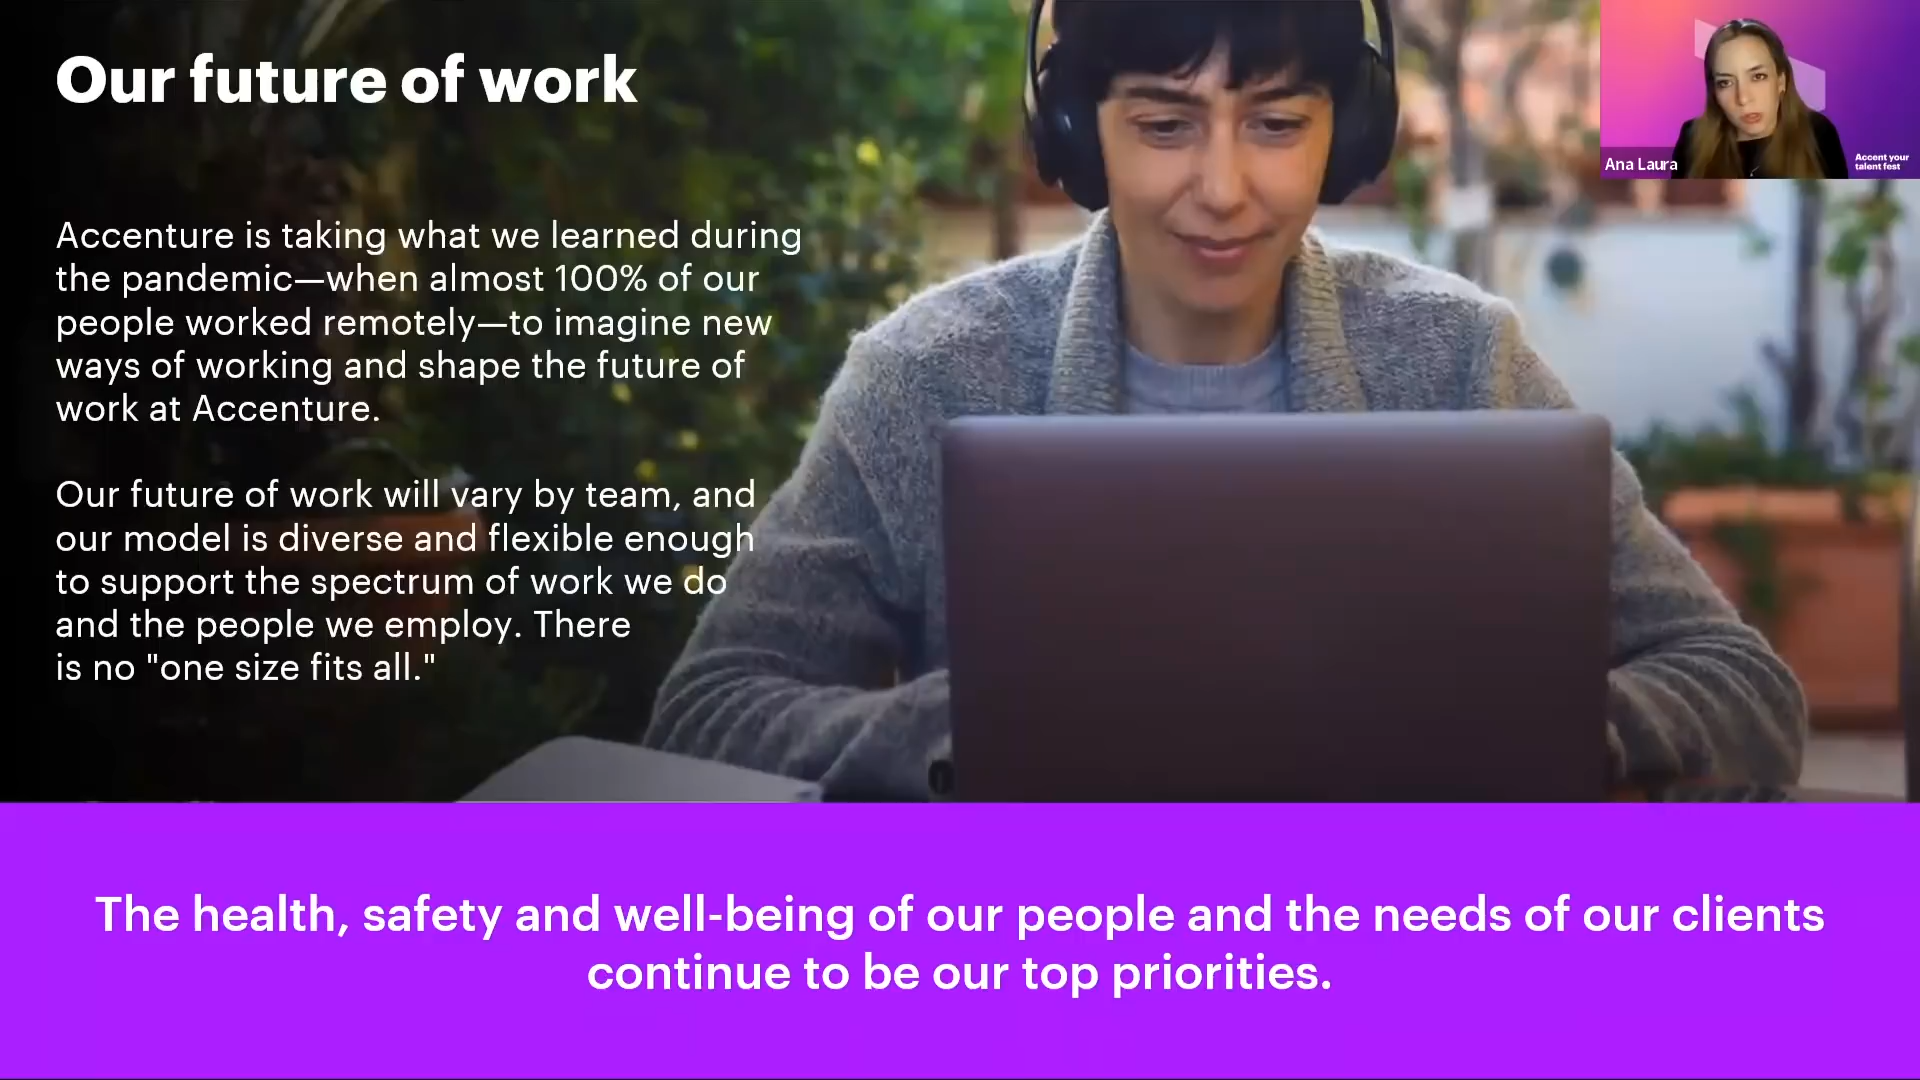 Our future of work
Ana Laura
Accent your
talent fest
Accenture is taking what we learned during
the pandemic—when almost 100% of our
people worked remotely—to imagine new
ways of working and shape the future of
work at Accenture.
Our future of work will vary by team, and
our model is diverse and flexible enough
to support the spectrum of work we do
and the people we employ. There
is no "one size fits all."
The health, safety and well-being of our people and the needs of our clients
continue to be our top priorities.